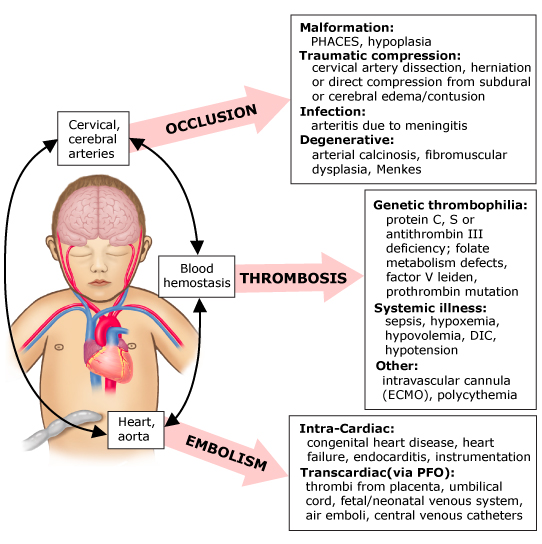 Malformation:
PHACES, hypoplasia
Traumatic compression:
cervical artery dissection, herniation
or direct compression from subdural
or cerebral edema/contusion
Infection:
arteritis due to meningitis
Degenerative:
arterial calcinosis, fibromuscular
dysplasia, Menkes
OCCLUSION
Cervical,
cerebral
arteries
Genetic thrombophilia:
protein C, S or
antithrombin III
deficiency; folate
metabolism defects,
factor V leiden,
prothrombin mutation
Systemic illness:
sepsis, hypoxemia,
hypovolemia, DIC,
hypotension
Other:
intravascular cannula
(ECMO), polycythemia
Blood
hemostasis
THROMBOSIS
Heart,
aorta
EMBOLISM
Intra-Cardiac:
congenital heart disease, heart
failure, endocarditis, instrumentation
Transcardiac(via PFO):
thrombi from placenta, umbilical
cord, fetal/neonatal venous system,
air emboli, central venous catheters